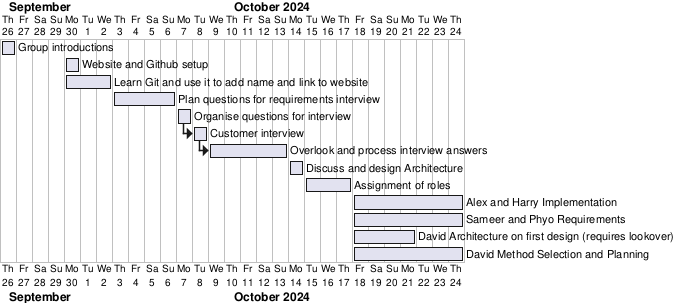 September October 2024
Th Fr Sa Su Mo Tu We Th Fr Sa Su Mo Tu We Th Fr Sa Su Mo Tu We Th Fr Sa Su Mo Tu We Th
26 27 28 29 30 1 2 3 4 5 6 7 8 9 10 11 12 13 14 15 16 17 18 19 20 21 22 23 24
Group introductions
Website and Github setup
Learn Git and use it to add name and link to website
Plan questions for requirements interview
Organise questions for interview
Customer interview
Overlook and process interview answers
Discuss and design Architecture
Assignment of roles
Alex and Harry Implementation
Sameer and Phyo Requirements
David Architecture on first design (requires lookover)
David Method Selection and Planning
Th Fr Sa Su Mo Tu We Th Fr Sa Su Mo Tu We Th Fr Sa Su Mo Tu We Th Fr Sa Su Mo Tu We Th
26 27 28 29 30 1 2 3 4 5 6 7 8 9 10 11 12 13 14 15 16 17 18 19 20 21 22 23 24
September October 2024